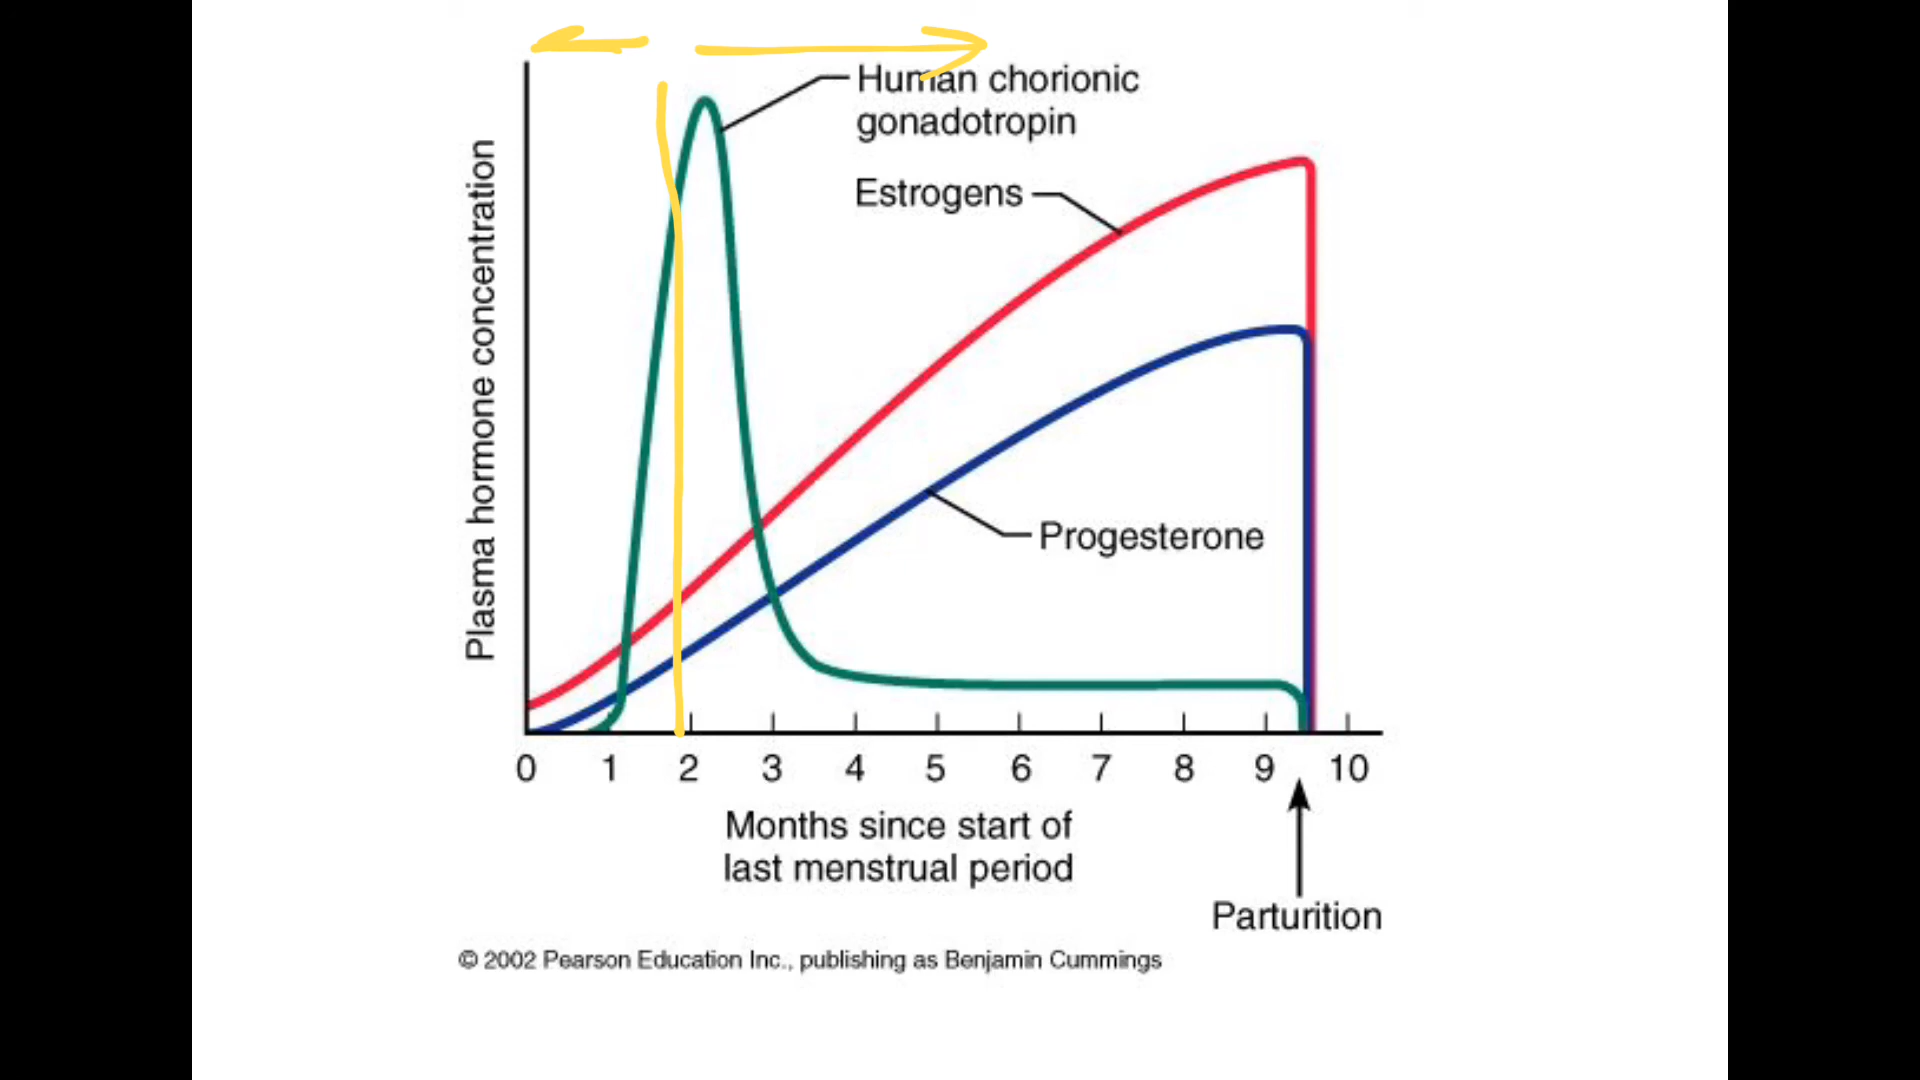 Human chorionic
gonadotropin
Estrogens
Plasma hormone concentration
Progesterone
0 1 2 3 4 5 6 7 8 9 10
Months since start of
last menstrual period
Parturition
© 2002 Pearson Education Inc., publishing as Benjamin Cummings